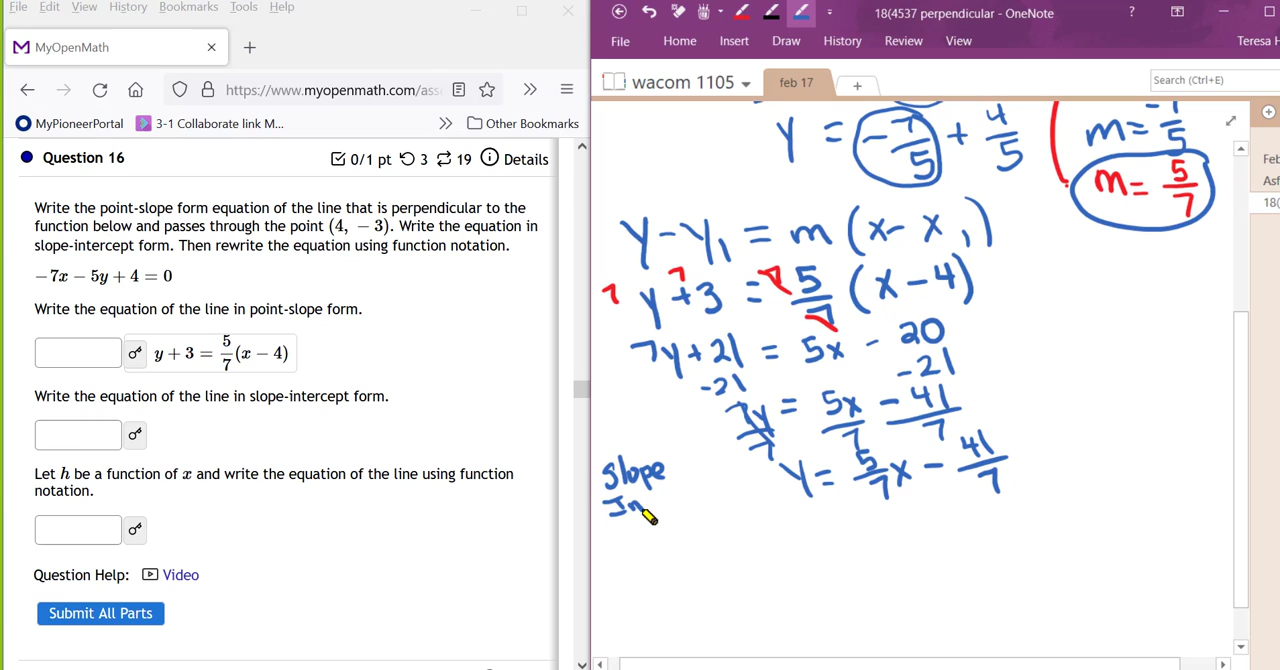 File Edit View History Bookmarks Tools Help
MyOpenMath
https://www.myopenmath.com/ass
MyPioneerPortal 3-1 Collaborate link M... Other Bookmarks
Question 16 0/1 pt 3 19 Details
Write the point-slope form equation of the line that is perpendicular to the
function below and passes through the point (4, −3). Write the equation in
slope-intercept form. Then rewrite the equation using function notation.
−7x − 5y + 4 = 0
Write the equation of the line in point-slope form.
y + 3 = 5/7 (x − 4)
Write the equation of the line in slope-intercept form.
Let h be a function of x and write the equation of the line using function
notation.
Question Help: Video
Submit All Parts
18(4537 perpendicular - OneNote ?
File Home Insert Draw History Review View Teresa H
wacom 1105 feb 17
Search (Ctrl+E)
y = −7/5 + 4/5
m = −7/5
m = 5/7
y − y1 = m (x − x1)
7 7 7
y + 3 = 5/7 (x − 4)
7y + 21 = 5x − 20
−21 −21
7y/7 = 5x/7 − 41/7
y = 5/7 x − 41/7
Slope
In
Feb
Asf
18(